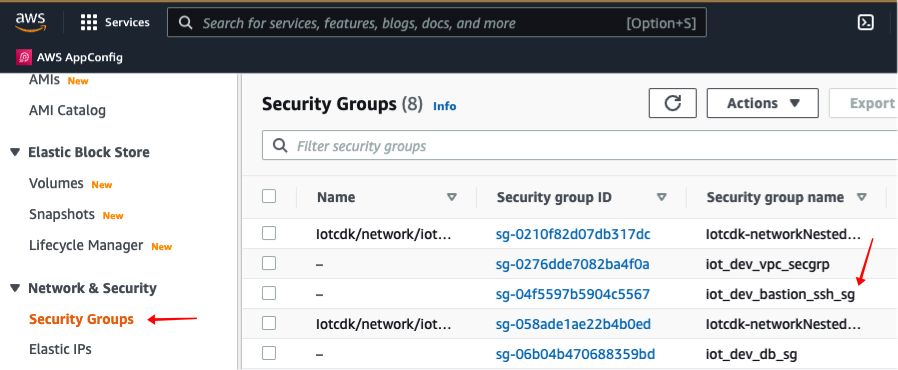 aws Services Search for services, features, blogs, docs, and more [Option+S]
AWS AppConfig
AMIs New
AMI Catalog
Elastic Block Store
Volumes New
Snapshots New
Lifecycle Manager New
Network & Security
Security Groups
Elastic IPs
Security Groups (8) Info
Actions
Export
Filter security groups
Name Security group ID Security group name
Iotcdk/network/iot... sg-0210f82d07db317dc Iotcdk-networkNested...
– sg-0276dde7082ba4f0a iot_dev_vpc_secgrp
– sg-04f5597b5904c5567 iot_dev_bastion_ssh_sg
Iotcdk/network/iot... sg-058ade1ae22b4b0ed Iotcdk-networkNested...
– sg-06b04b470688359bd iot_dev_db_sg